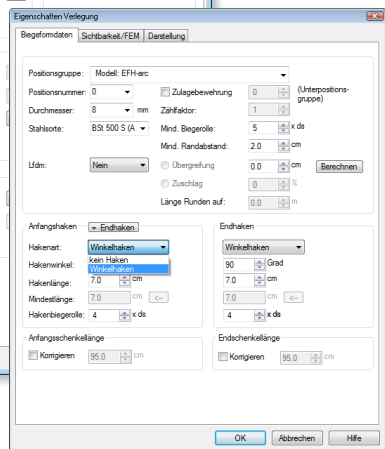 Eigenschaften Verlegung
Biegeformdaten Sichtbarkeit/FEM Darstellung
Positionsgruppe: Modell: EFH-arc
Positionsnummer: 0 Zulagebewehrung 0 (Unterpositions-
gruppe)
Durchmesser: 8 mm Zählfaktor: 1
Stahlsorte: BSt 500 S (A Mind. Biegerolle: 5 x ds
Mind. Randabstand: 2.0 cm
Lfdm: Nein Übergreifung 0.0 cm Berechnen
Zuschlag 0 %
Länge Runden auf: 0.0 m
Anfangshaken = Endhaken Endhaken
Hakenart: Winkelhaken Winkelhaken
kein Haken
Winkelhaken
Hakenwinkel: 90 Grad
Hakenlänge: 7.0 cm 7.0 cm
Mindestlänge: 7.0 cm <-- 7.0 cm <--
Hakenbiegerolle: 4 x ds 4 x ds
Anfangsschenkellänge Endschenkellänge
Korrigieren 95.0 cm Korrigieren 95.0 cm
OK Abbrechen Hilfe